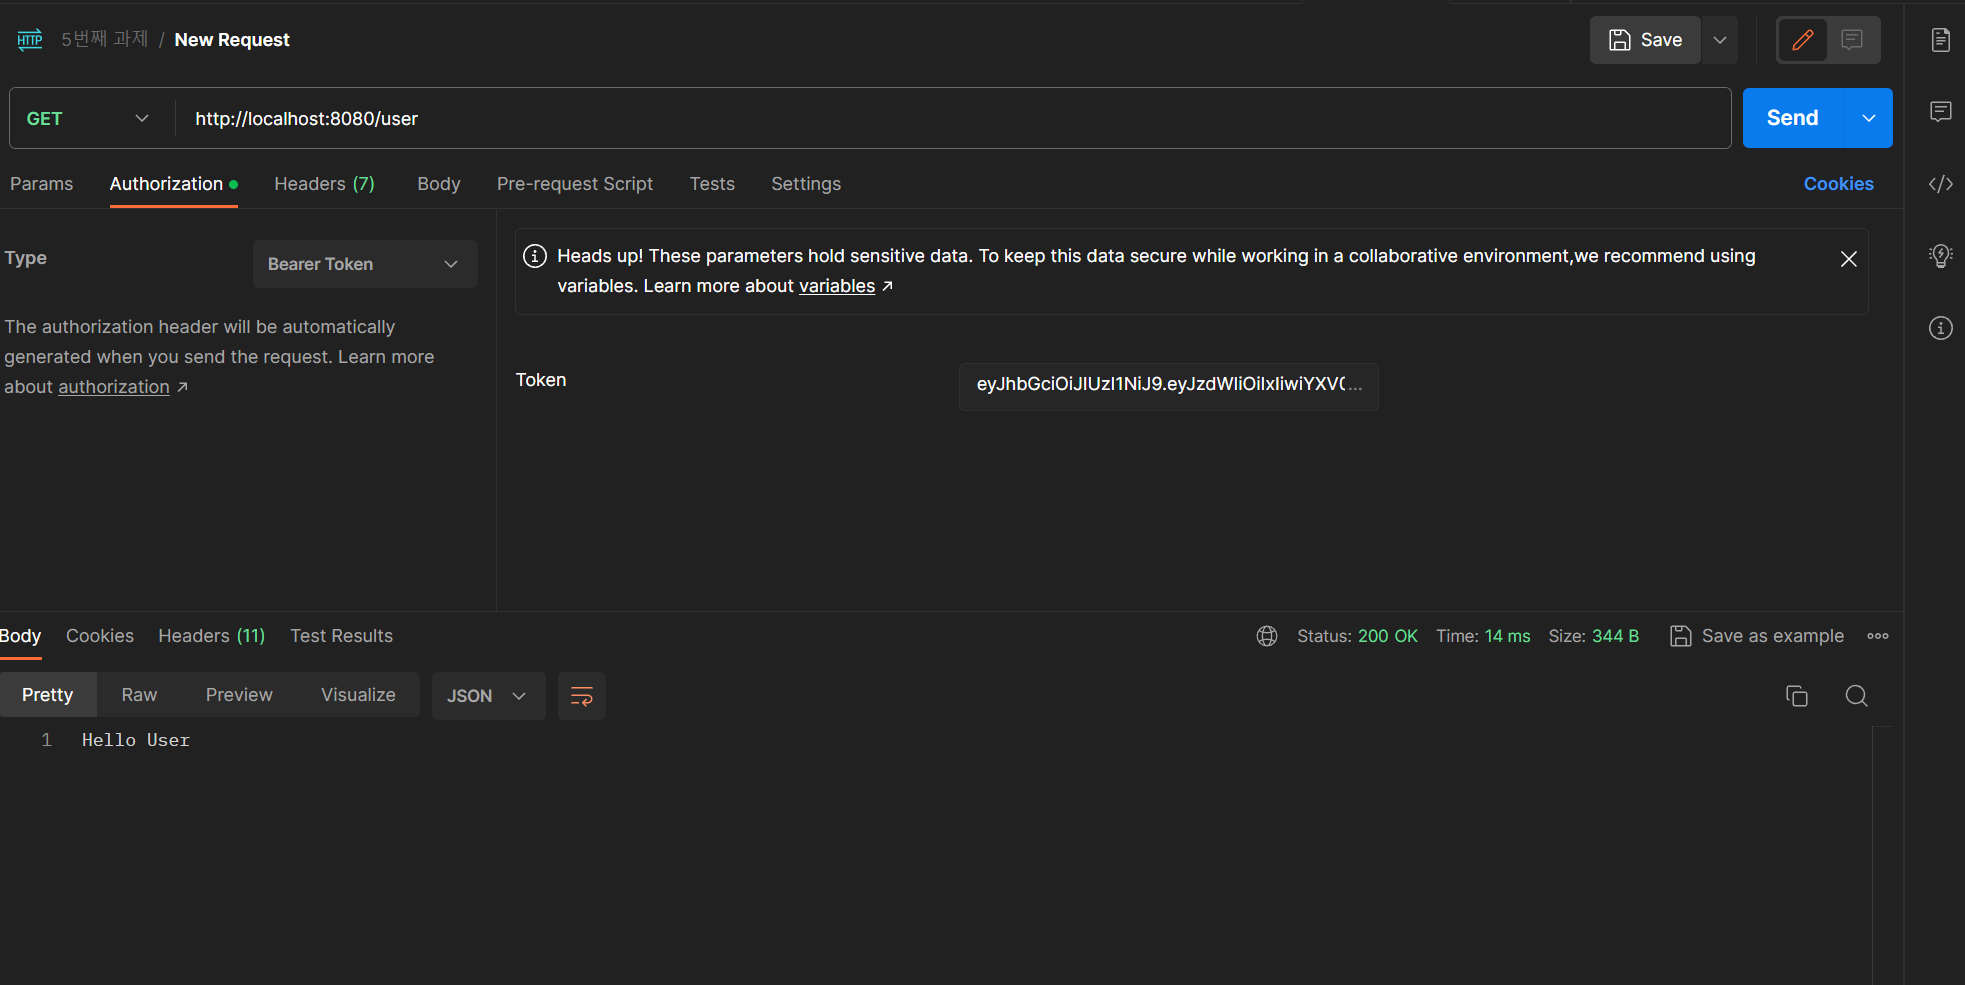 HTTP 5번째 과제 / New Request
Save
GET http://localhost:8080/user
Send
Params Authorization Headers (7) Body Pre-request Script Tests Settings
Cookies
Type
Bearer Token
The authorization header will be automatically
generated when you send the request. Learn more
about authorization ↗
Heads up! These parameters hold sensitive data. To keep this data secure while working in a collaborative environment,we recommend using
variables. Learn more about variables ↗
Token
eyJhbGciOiJIUzI1NiJ9.eyJzdWIiOiIxIiwiYXV0...
Body Cookies Headers (11) Test Results
Status: 200 OK Time: 14 ms Size: 344 B
Save as example
Pretty Raw Preview Visualize
JSON
1 Hello User